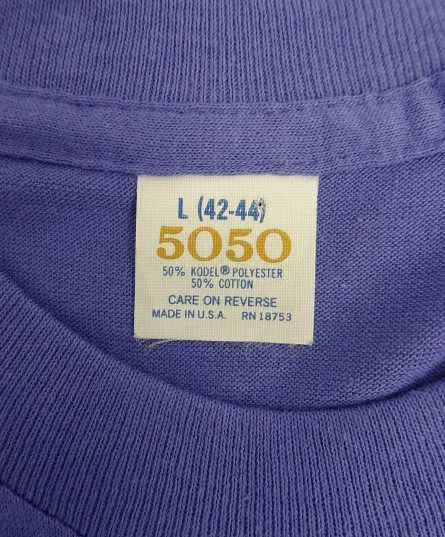 L (42-44)
5050
50% KODEL® POLYESTER
50% COTTON
CARE ON REVERSE
MADE IN U.S.A. RN 18753